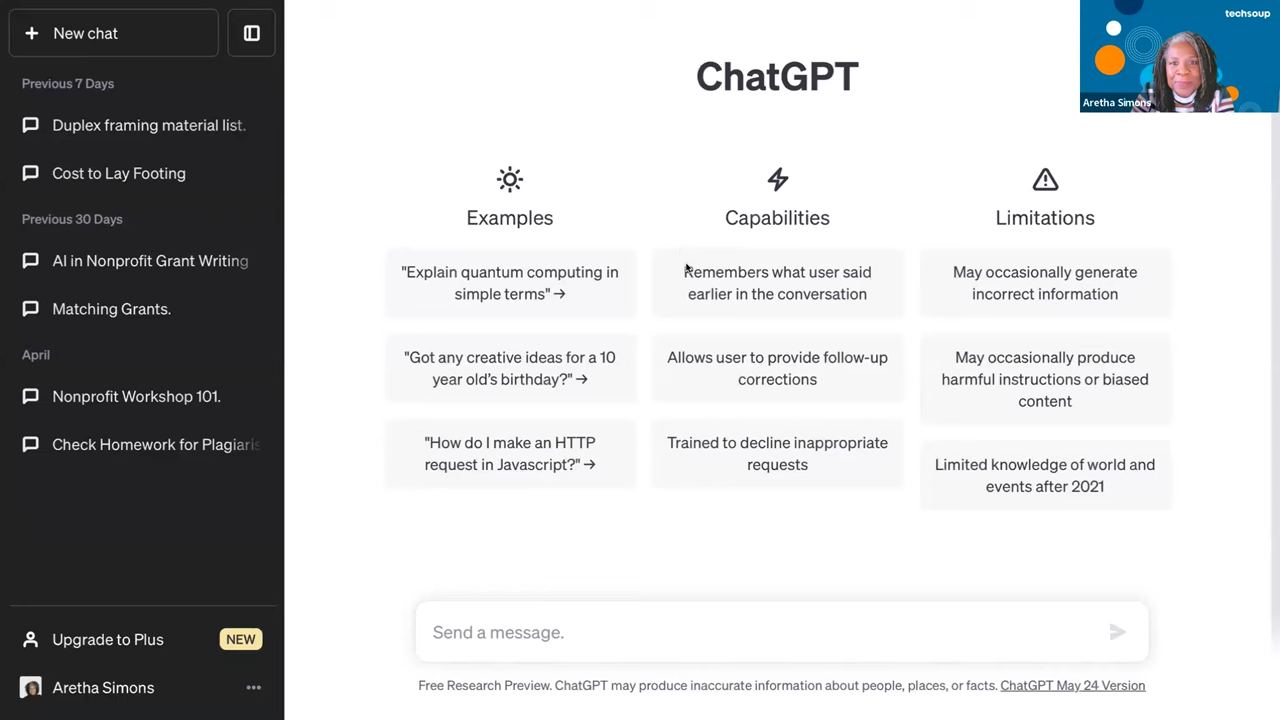 New chat
Previous 7 Days
Duplex framing material list.
Cost to Lay Footing
Previous 30 Days
AI in Nonprofit Grant Writing
Matching Grants.
April
Nonprofit Workshop 101.
Check Homework for Plagiaris
Upgrade to Plus
NEW
Aretha Simons
ChatGPT
Examples
"Explain quantum computing in
simple terms" →
"Got any creative ideas for a 10
year old's birthday?" →
"How do I make an HTTP
request in Javascript?" →
Capabilities
Remembers what user said
earlier in the conversation
Allows user to provide follow-up
corrections
Trained to decline inappropriate
requests
Limitations
May occasionally generate
incorrect information
May occasionally produce
harmful instructions or biased
content
Limited knowledge of world and
events after 2021
Send a message.
Free Research Preview. ChatGPT may produce inaccurate information about people, places, or facts. ChatGPT May 24 Version
techsoup
Aretha Simons